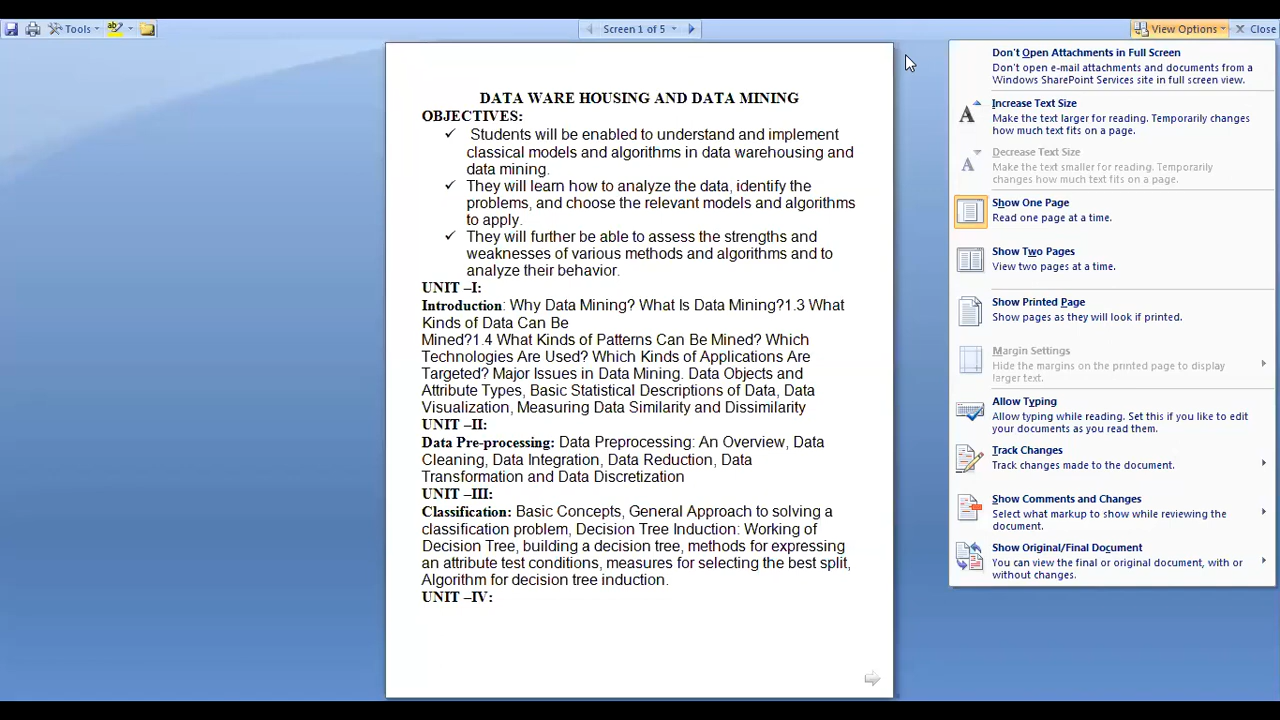 Tools
Screen 1 of 5
View Options
Close
DATA WARE HOUSING AND DATA MINING
OBJECTIVES:
✓ Students will be enabled to understand and implement
classical models and algorithms in data warehousing and
data mining.
✓ They will learn how to analyze the data, identify the
problems, and choose the relevant models and algorithms
to apply.
✓ They will further be able to assess the strengths and
weaknesses of various methods and algorithms and to
analyze their behavior.
UNIT –I:
Introduction: Why Data Mining? What Is Data Mining?1.3 What
Kinds of Data Can Be
Mined?1.4 What Kinds of Patterns Can Be Mined? Which
Technologies Are Used? Which Kinds of Applications Are
Targeted? Major Issues in Data Mining. Data Objects and
Attribute Types, Basic Statistical Descriptions of Data, Data
Visualization, Measuring Data Similarity and Dissimilarity
UNIT –II:
Data Pre-processing: Data Preprocessing: An Overview, Data
Cleaning, Data Integration, Data Reduction, Data
Transformation and Data Discretization
UNIT –III:
Classification: Basic Concepts, General Approach to solving a
classification problem, Decision Tree Induction: Working of
Decision Tree, building a decision tree, methods for expressing
an attribute test conditions, measures for selecting the best split,
Algorithm for decision tree induction.
UNIT –IV:
Don't Open Attachments in Full Screen
Don't open e-mail attachments and documents from a
Windows SharePoint Services site in full screen view.
Increase Text Size
Make the text larger for reading. Temporarily changes
how much text fits on a page.
Decrease Text Size
Make the text smaller for reading. Temporarily
changes how much text fits on a page.
Show One Page
Read one page at a time.
Show Two Pages
View two pages at a time.
Show Printed Page
Show pages as they will look if printed.
Margin Settings
Hide the margins on the printed page to display
larger text.
Allow Typing
Allow typing while reading. Set this if you like to edit
your documents as you read them.
Track Changes
Track changes made to the document.
Show Comments and Changes
Select what markup to show while reviewing the
document.
Show Original/Final Document
You can view the final or original document, with or
without changes.